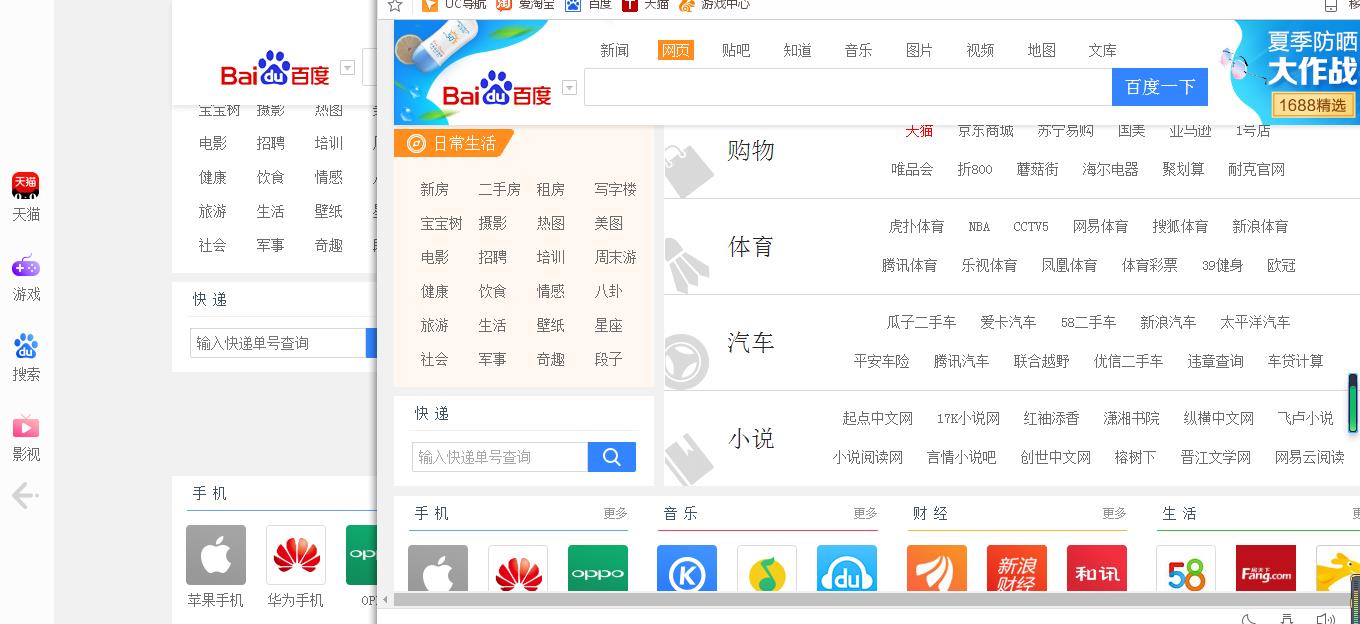 UC导航 爱淘宝 百度 天猫 游戏中心
Bai du 百度
新闻 网页 贴吧 知道 音乐 图片 视频 地图 文库
Bai du 百度
百度一下
夏季防晒
大作战
1688精选
宝宝树 摄影 热图
电影 招聘 培训
健康 饮食 情感
旅游 生活 壁纸
社会 军事 奇趣
天猫
天猫
游戏
du
搜索
影视
快递
输入快递单号查询
手机
oppo
苹果手机 华为手机
日常生活
新房 二手房 租房 写字楼
宝宝树 摄影 热图 美图
电影 招聘 培训 周末游
健康 饮食 情感 八卦
旅游 生活 壁纸 星座
社会 军事 奇趣 段子
快递
输入快递单号查询
购物
天猫 京东商城 苏宁易购 国美 亚马逊 1号店
唯品会 折800 蘑菇街 海尔电器 聚划算 耐克官网
体育
虎扑体育 NBA CCTV5 网易体育 搜狐体育 新浪体育
腾讯体育 乐视体育 凤凰体育 体育彩票 39健身 欧冠
汽车
瓜子二手车 爱卡汽车 58二手车 新浪汽车 太平洋汽车
平安车险 腾讯汽车 联合越野 优信二手车 违章查询 车贷计算
小说
起点中文网 17K小说网 红袖添香 潇湘书院 纵横中文网 飞卢小说
小说阅读网 言情小说吧 创世中文网 榕树下 晋江文学网 网易云阅读
手机 更多 音乐 更多 财经 更多 生活
oppo K du 新浪财经 和讯 58 房天下 Fang.com